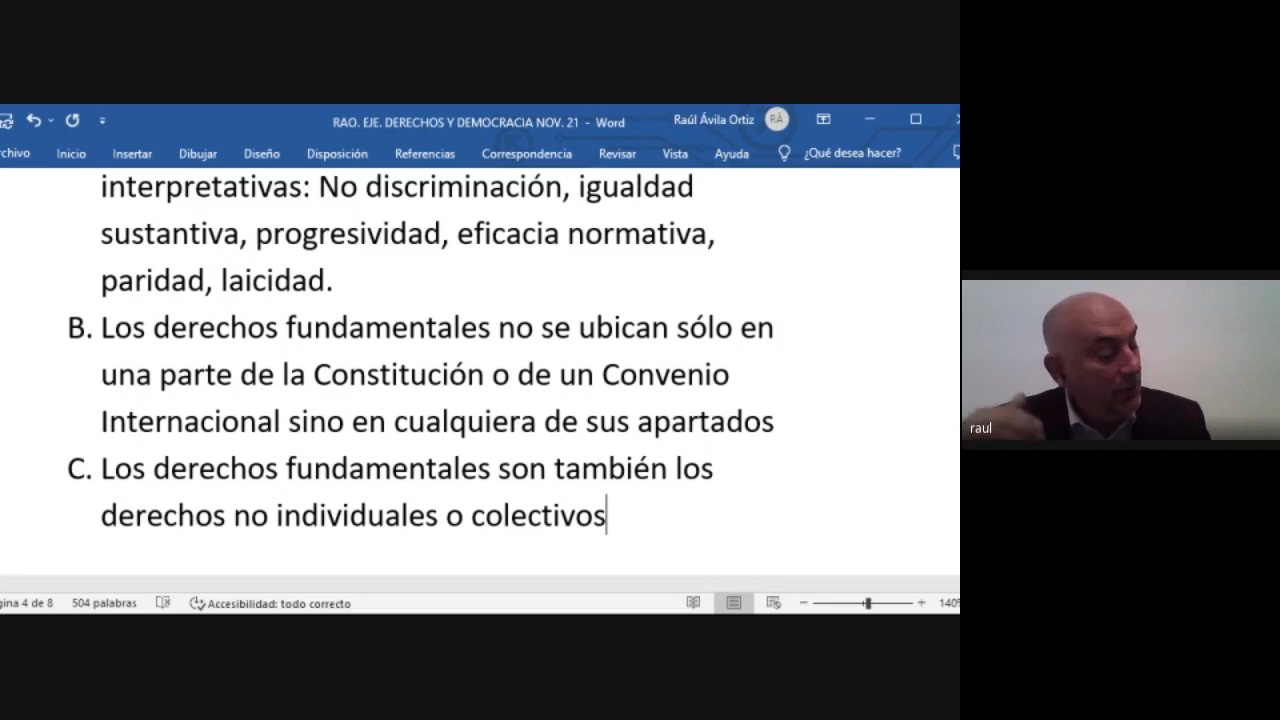 RAO. EJE. DERECHOS Y DEMOCRACIA NOV. 21 - Word
Raúl Ávila Ortiz RÁ
rchivo Inicio Insertar Dibujar Diseño Disposición Referencias Correspondencia Revisar Vista Ayuda ¿Qué desea hacer?
interpretativas: No discriminación, igualdad
sustantiva, progresividad, eficacia normativa,
paridad, laicidad.
B. Los derechos fundamentales no se ubican sólo en
una parte de la Constitución o de un Convenio
Internacional sino en cualquiera de sus apartados
C. Los derechos fundamentales son también los
derechos no individuales o colectivos
raul
gina 4 de 8 504 palabras Accesibilidad: todo correcto 140%